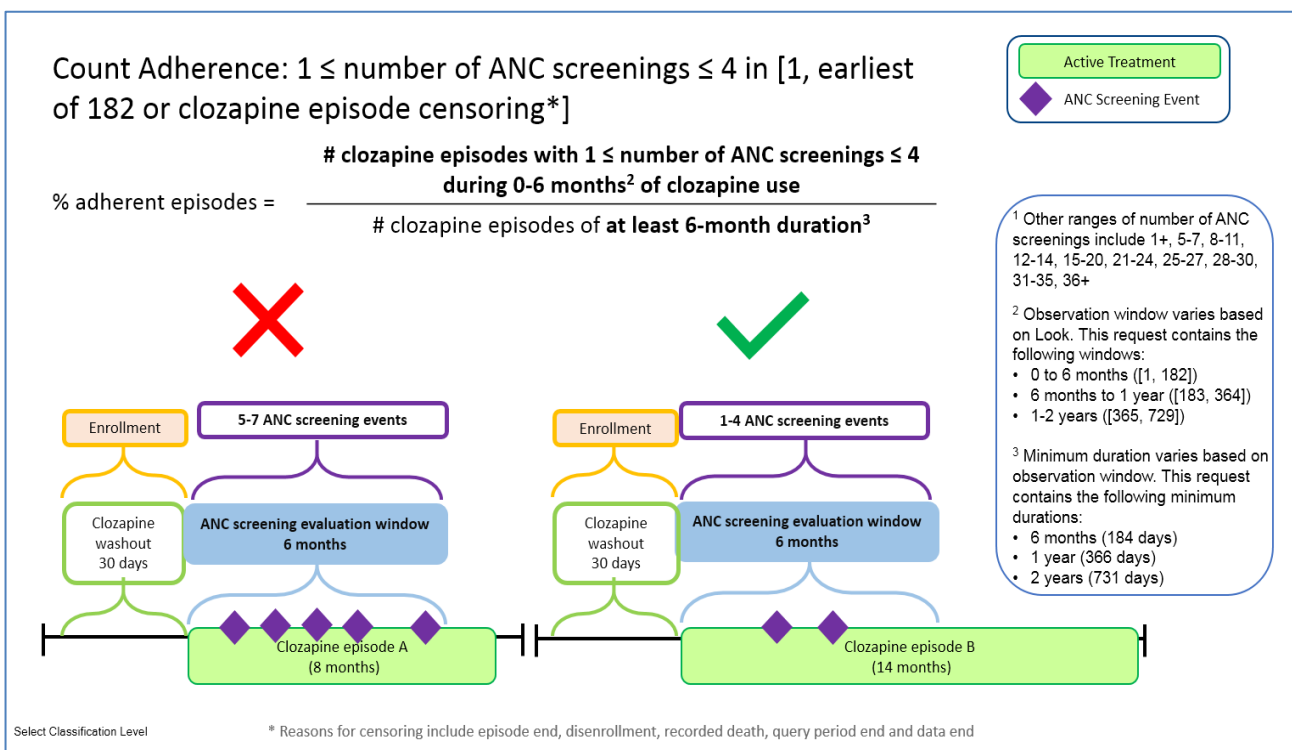 Count Adherence: 1 ≤ number of ANC screenings ≤ 4 in [1, earliest
of 182 or clozapine episode censoring*]
Active Treatment
ANC Screening Event
% adherent episodes =
# clozapine episodes with 1 ≤ number of ANC screenings ≤ 4
during 0-6 months² of clozapine use
# clozapine episodes of at least 6-month duration³
¹ Other ranges of number of ANC
screenings include 1+, 5-7, 8-11,
12-14, 15-20, 21-24, 25-27, 28-30,
31-35, 36+
² Observation window varies based
on Look. This request contains the
following windows:
• 0 to 6 months ([1, 182])
• 6 months to 1 year ([183, 364])
• 1-2 years ([365, 729])
³ Minimum duration varies based on
observation window. This request
contains the following minimum
durations:
• 6 months (184 days)
• 1 year (366 days)
• 2 years (731 days)
Enrollment
5-7 ANC screening events
Clozapine
washout
30 days
ANC screening evaluation window
6 months
Clozapine episode A
(8 months)
Enrollment
1-4 ANC screening events
Clozapine
washout
30 days
ANC screening evaluation window
6 months
Clozapine episode B
(14 months)
Select Classification Level
* Reasons for censoring include episode end, disenrollment, recorded death, query period end and data end